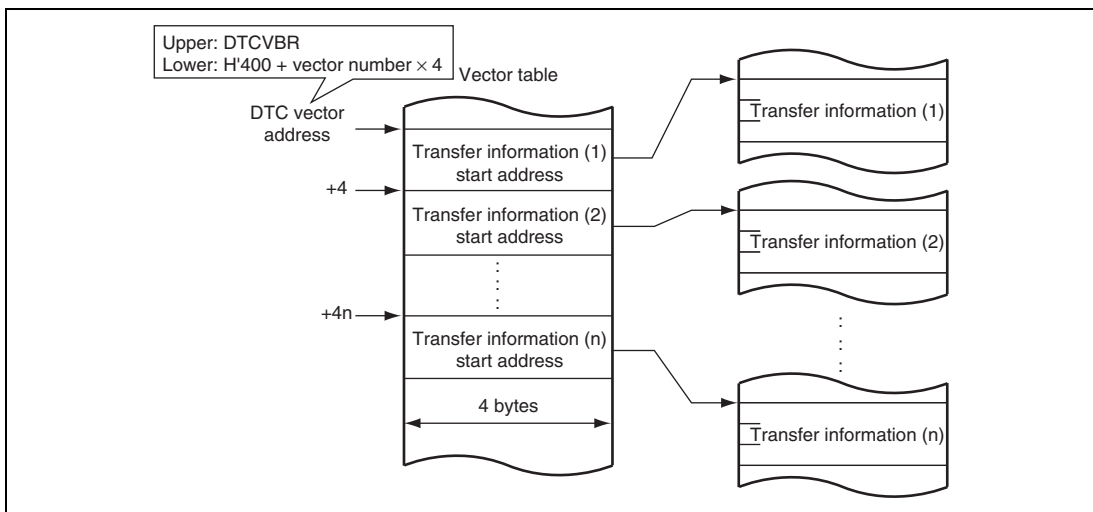 Upper: DTCVBR
Lower: H'400 + vector number × 4
Vector table
DTC vector
address
Transfer information (1)
start address
+4
Transfer information (2)
start address
+4n
Transfer information (n)
start address
4 bytes
Transfer information (1)
Transfer information (2)
Transfer information (n)